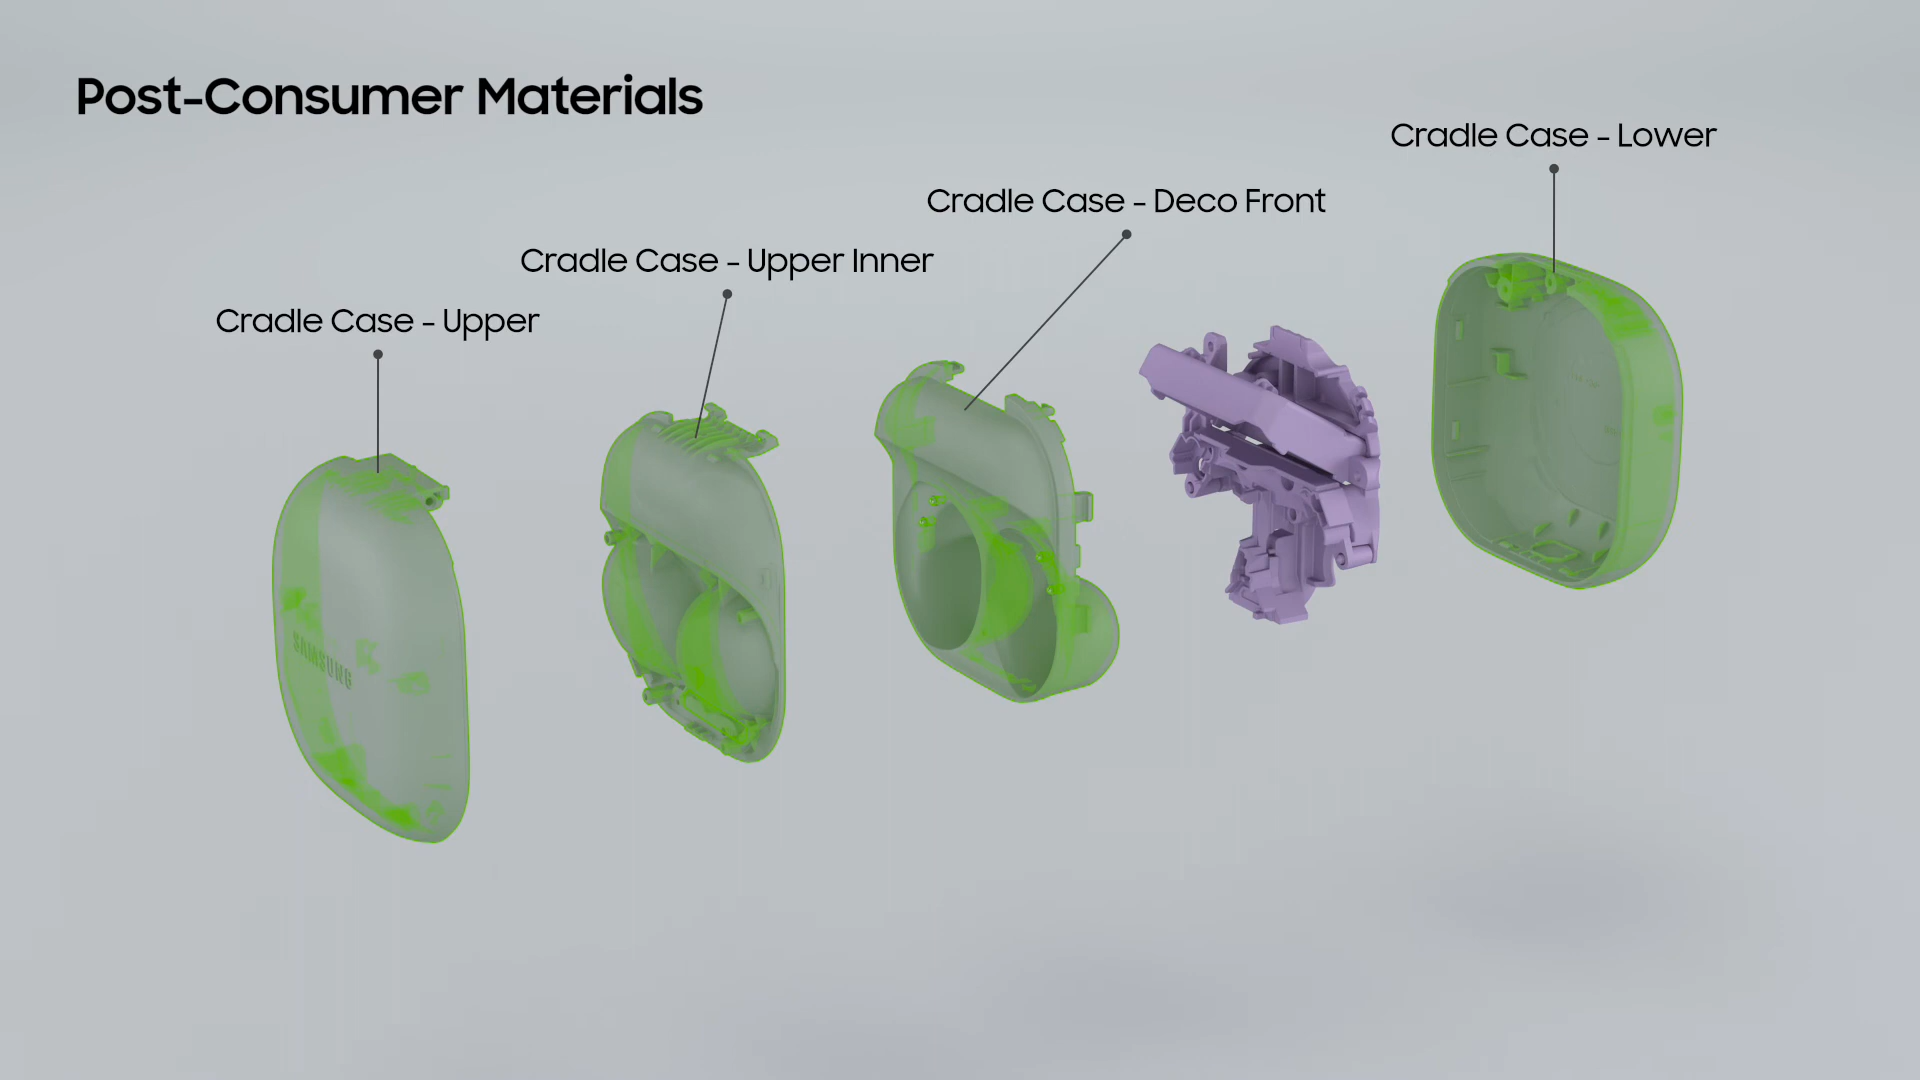 Post-Consumer Materials
Cradle Case - Lower
Cradle Case - Deco Front
Cradle Case - Upper Inner
Cradle Case - Upper
SAMSUNG